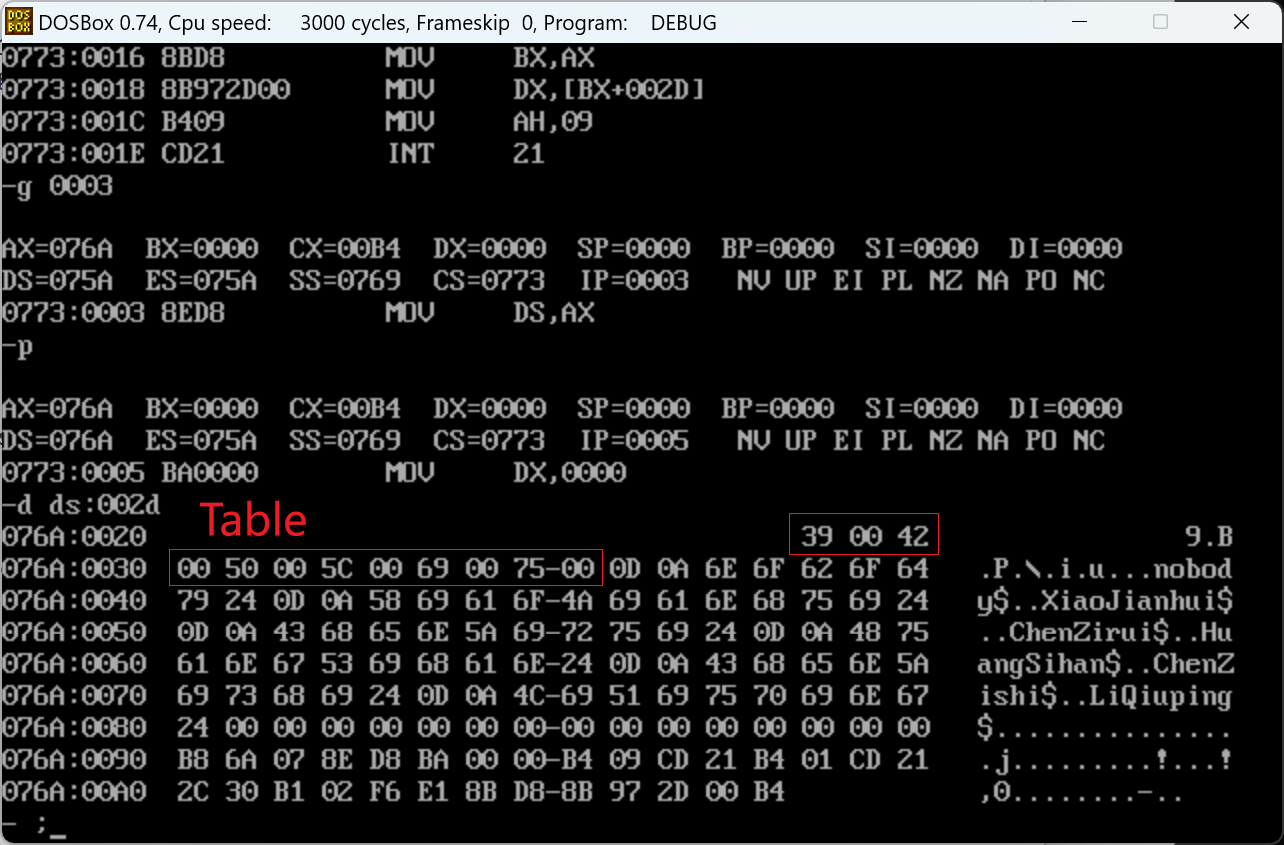 DOS BOX DOSBox 0.74, Cpu speed: 3000 cycles, Frameskip 0, Program: DEBUG
0773:0016 8BD8 MOV BX,AX
0773:0018 8B972D00 MOV DX,[BX+002D]
0773:001C B409 MOV AH,09
0773:001E CD21 INT 21
-g 0003
AX=076A BX=0000 CX=00B4 DX=0000 SP=0000 BP=0000 SI=0000 DI=0000
DS=075A ES=075A SS=0769 CS=0773 IP=0003 NV UP EI PL NZ NA PO NC
0773:0003 8ED8 MOV DS,AX
-p
AX=076A BX=0000 CX=00B4 DX=0000 SP=0000 BP=0000 SI=0000 DI=0000
DS=076A ES=075A SS=0769 CS=0773 IP=0005 NV UP EI PL NZ NA PO NC
0773:0005 BA0000 MOV DX,0000
-d ds:002d
Table
076A:0020 39 00 42 9.B
076A:0030 00 50 00 5C 00 69 00 75-00 0D 0A 6E 6F 62 6F 64 .P.\.i.u...nobod
076A:0040 79 24 0D 0A 58 69 61 6F-4A 69 61 6E 68 75 69 24 y$..XiaoJianhui$
076A:0050 0D 0A 43 68 65 6E 5A 69-72 75 69 24 0D 0A 48 75 ..ChenZirui$..Hu
076A:0060 61 6E 67 53 69 68 61 6E-24 0D 0A 43 68 65 6E 5A angSihan$..ChenZ
076A:0070 69 73 68 69 24 0D 0A 4C-69 51 69 75 70 69 6E 67 ishi$..LiQiuping
076A:0080 24 00 00 00 00 00 00 00-00 00 00 00 00 00 00 00 $...............
076A:0090 B8 6A 07 8E D8 BA 00 00-B4 09 CD 21 B4 01 CD 21 .j.........!...!
076A:00A0 2C 30 B1 02 F6 E1 8B D8-8B 97 2D 00 B4 ,0........-..
- ;_